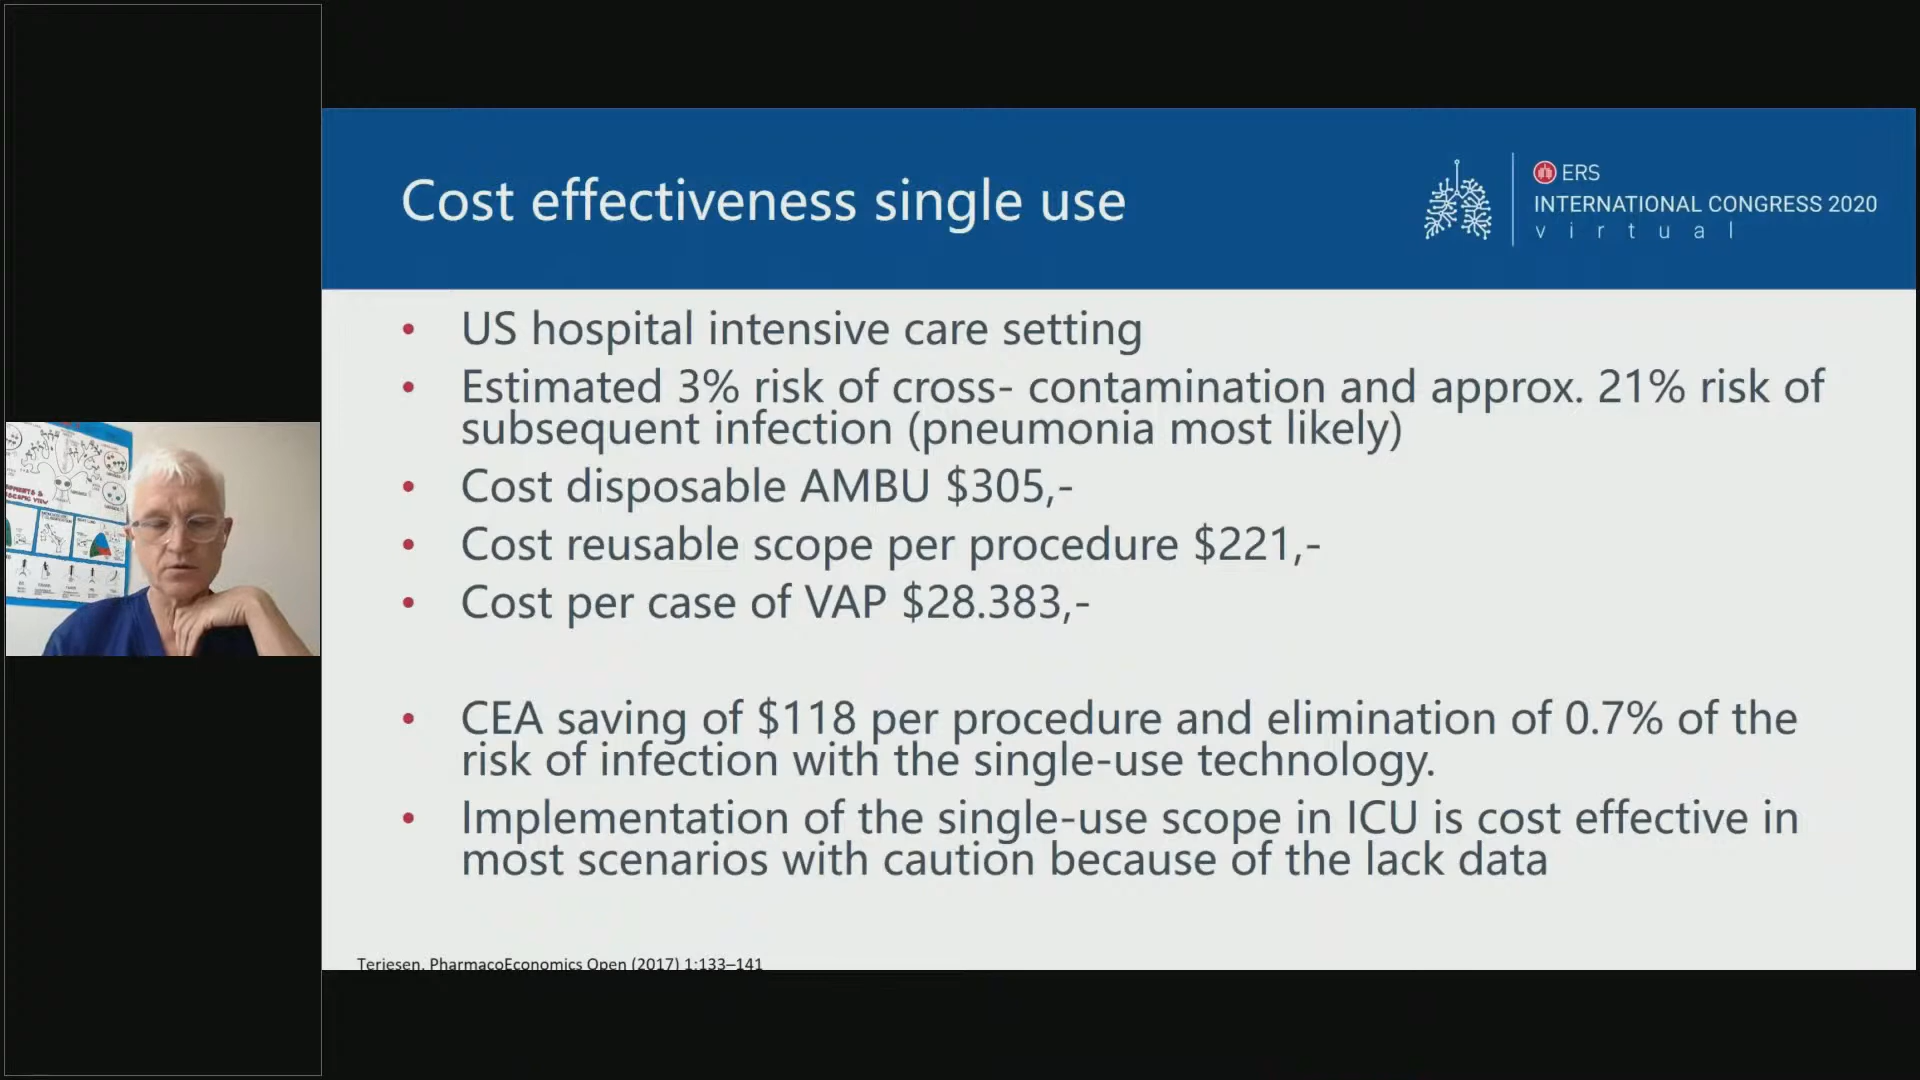 Cost effectiveness single use
ERS
INTERNATIONAL CONGRESS 2020
virtual
• US hospital intensive care setting
• Estimated 3% risk of cross- contamination and approx. 21% risk of
subsequent infection (pneumonia most likely)
• Cost disposable AMBU $305,-
• Cost reusable scope per procedure $221,-
• Cost per case of VAP $28.383,-
• CEA saving of $118 per procedure and elimination of 0.7% of the
risk of infection with the single-use technology.
• Implementation of the single-use scope in ICU is cost effective in
most scenarios with caution because of the lack data
Terjesen, PharmacoEconomics Open (2017) 1:133–141